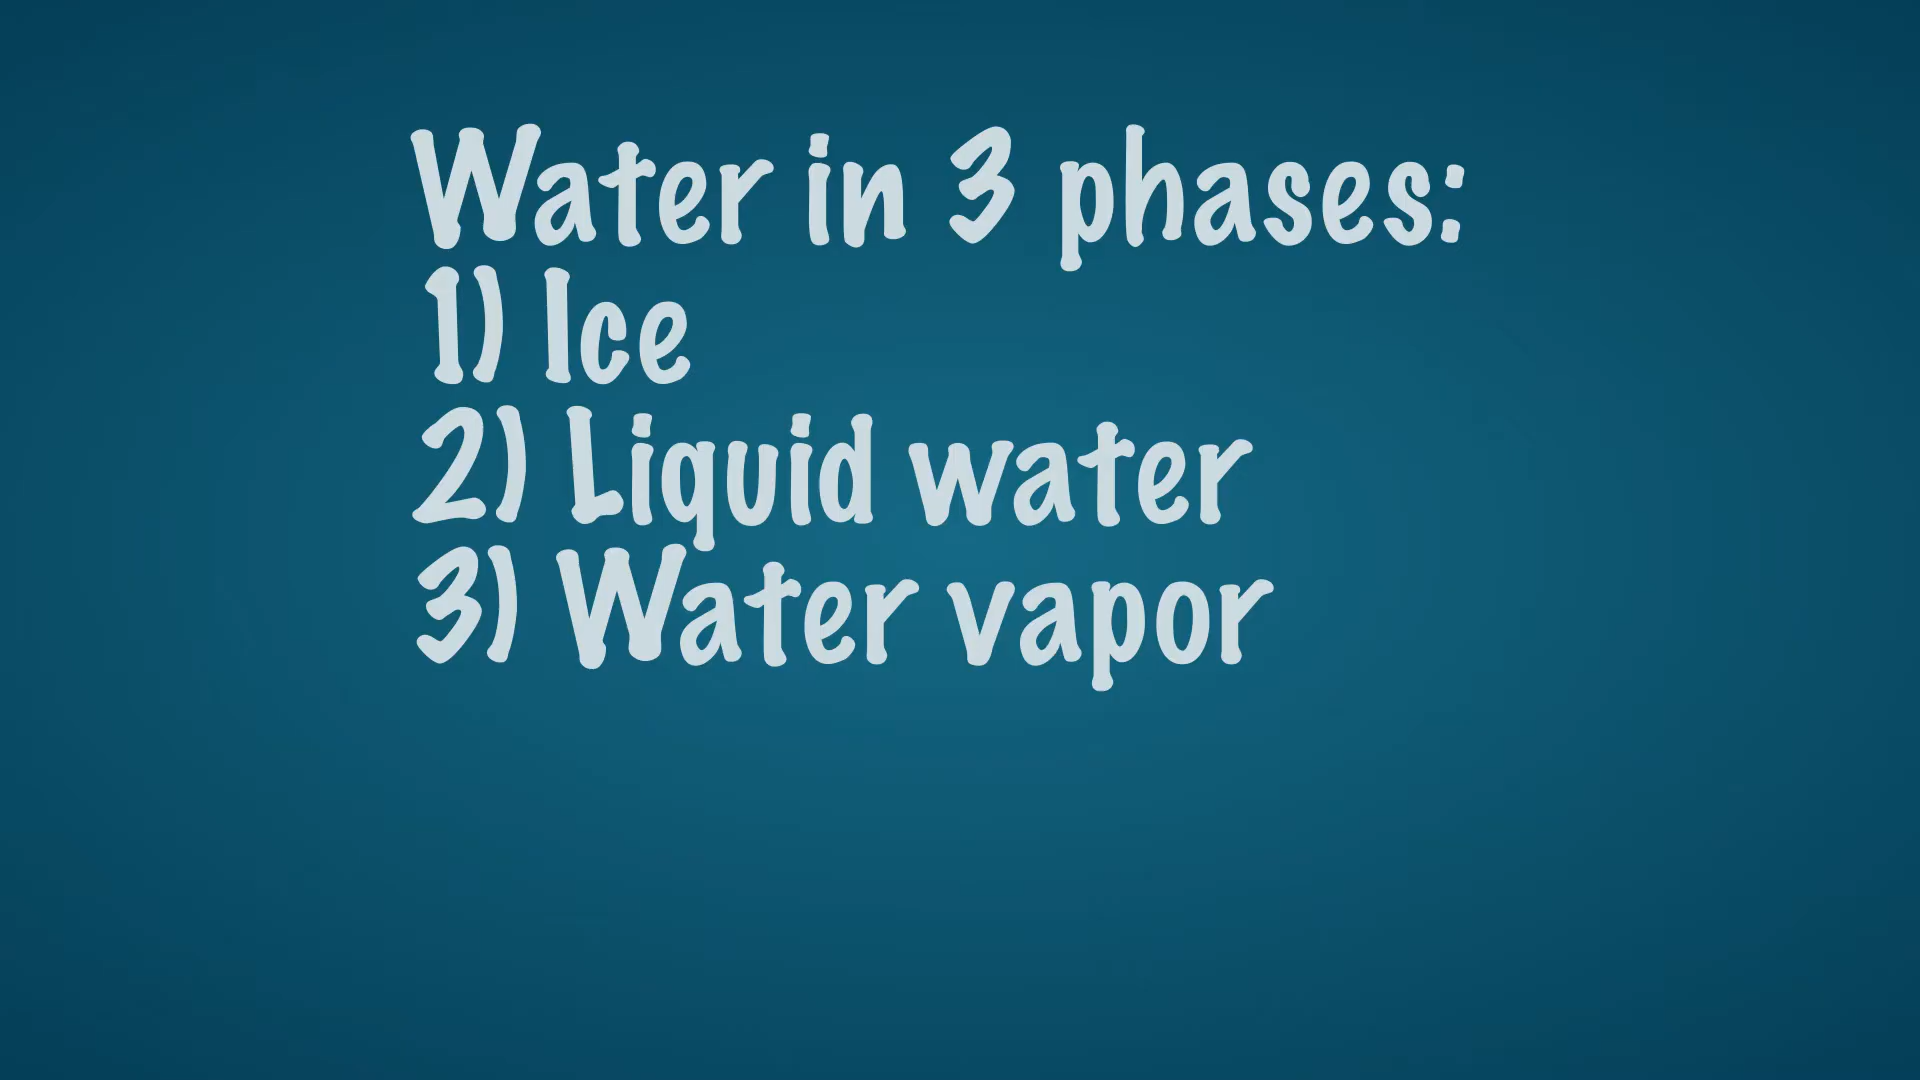 Water in 3 phases:
1) Ice
2) Liquid water
3) Water vapor